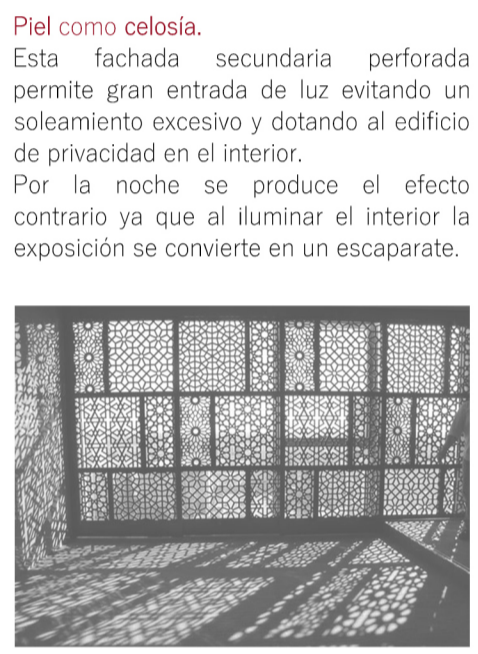 Piel como celosía.
Esta fachada secundaria perforada
permite gran entrada de luz evitando un
soleamiento excesivo y dotando al edificio
de privacidad en el interior.
Por la noche se produce el efecto
contrario ya que al iluminar el interior la
exposición se convierte en un escaparate.